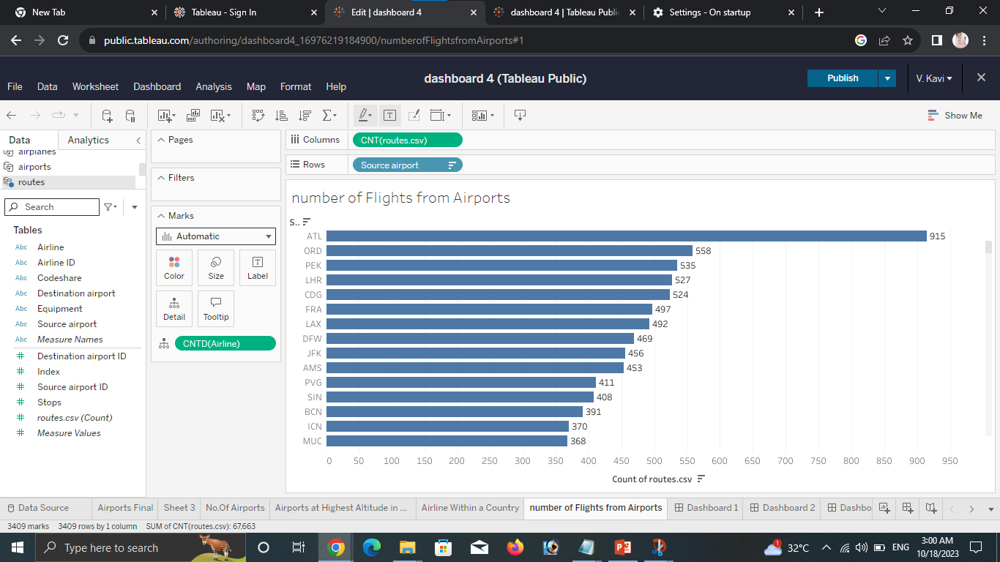 New Tab
Tableau - Sign In
Edit | dashboard 4
dashboard 4 | Tableau Public
Settings - On startup
public.tableau.com/authoring/dashboard4_16976219184900/numberofFlightsfromAirports#1
dashboard 4 (Tableau Public)
Publish
V. Kavi
File Data Worksheet Dashboard Analysis Map Format Help
Show Me
Data Analytics
airplanes
airports
routes
Search
Tables
Abc Airline
Abc Airline ID
Abc Codeshare
Abc Destination airport
Abc Equipment
Abc Source airport
Abc Measure Names
# Destination airport ID
# Index
# Source airport ID
# Stops
# routes.csv (Count)
# Measure Values
Pages
Filters
Marks
Automatic
Color Size Label
Detail Tooltip
CNTD(Airline)
Columns CNT(routes.csv)
Rows Source airport
number of Flights from Airports
S..
ATL 915
ORD 558
PEK 535
LHR 527
CDG 524
FRA 497
LAX 492
DFW 469
JFK 456
AMS 453
PVG 411
SIN 408
BCN 391
ICN 370
MUC 368
0 50 100 150 200 250 300 350 400 450 500 550 600 650 700 750 800 850 900 950
Count of routes.csv
Data Source Airports Final Sheet 3 No.Of Airports Airports at Highest Altitude in ... Airline Within a Country number of Flights from Airports Dashboard 1 Dashboard 2 Dashbo
3409 marks 3409 rows by 1 column SUM of CNT(routes.csv): 67,663
Type here to search
1 32°C ENG
3:00 AM
10/18/2023